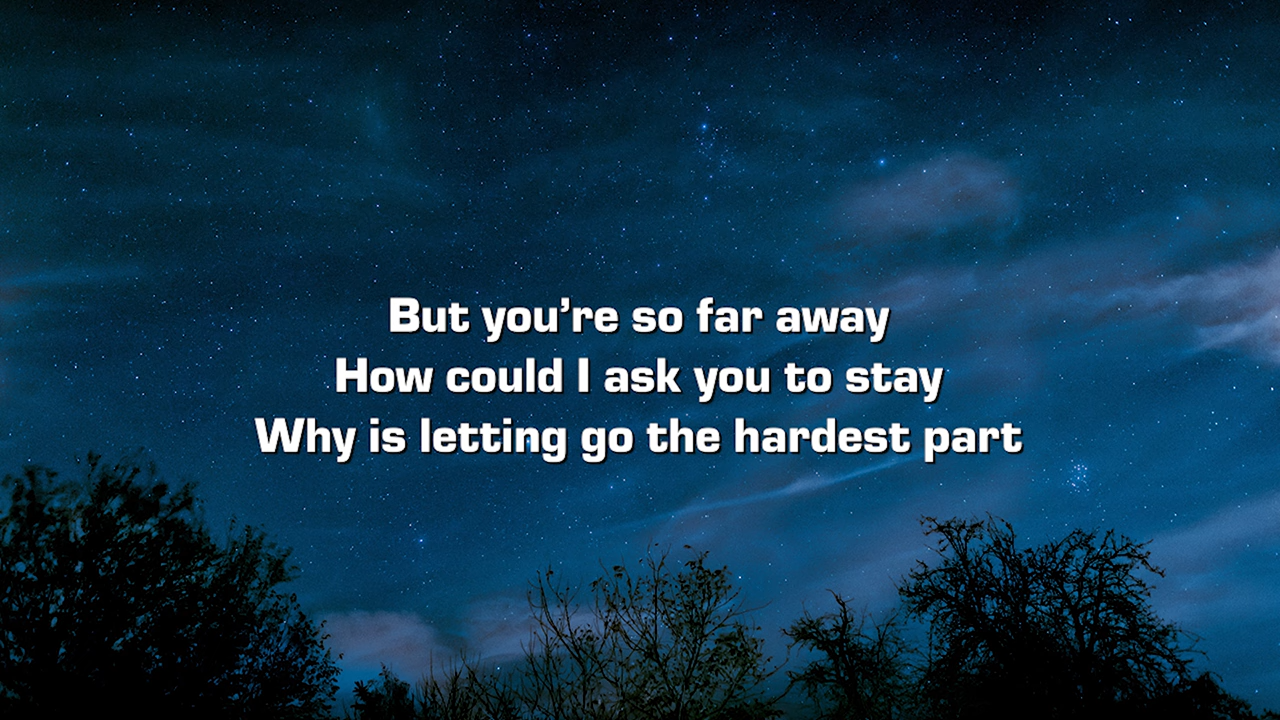 But you’re so far away
How could I ask you to stay
Why is letting go the hardest part